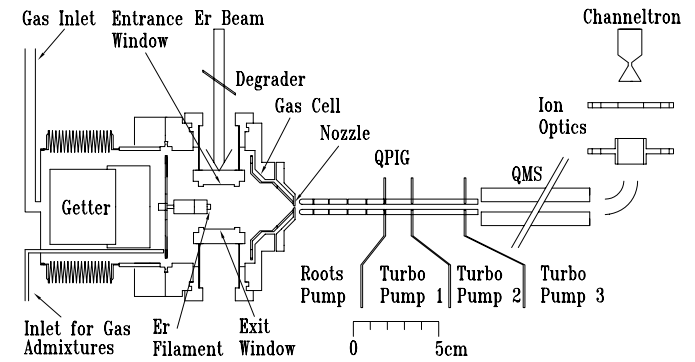 Gas Inlet
Entrance
Window
Er Beam
Channeltron
Degrader
Gas Cell
Nozzle
Ion
Optics
QPIG
QMS
Getter
Roots
Pump
Turbo
Pump 1
Turbo
Pump 2
Turbo
Pump 3
Inlet for Gas
Admixtures
Er
Filament
Exit
Window
0
5cm